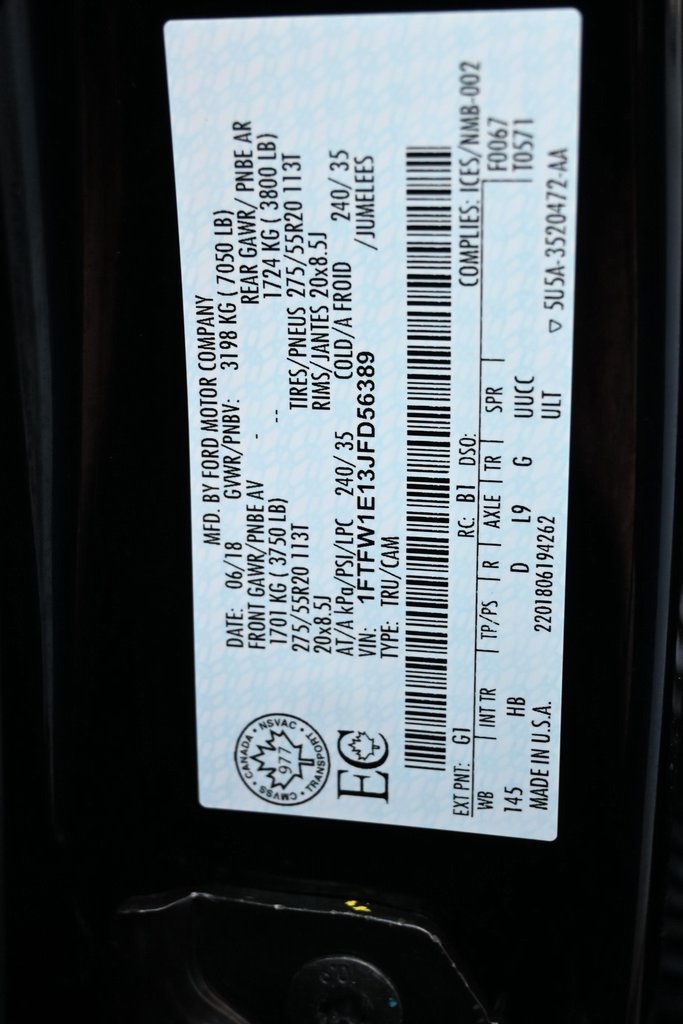 MFD. BY FORD MOTOR COMPANY
DATE: 06/18 GVWR/PNBV: 3198 KG ( 7050 LB)
FRONT GAWR/PNBE AV - REAR GAWR/ PNBE AR
1701 KG ( 3750 LB) -- 1724 KG ( 3800 LB)
275/55R20 113T TIRES/PNEUS 275/55R20 113T
20x8.5J RIMS/JANTES 20x8.5J
AT/A kPa/PSI/LPC 240/ 35 COLD/A FROID 240/ 35
VIN: 1FTFW1E13JFD56389 /JUMELEES
TYPE: TRU/CAM
CANADA • NSVAC • TRANSPORT • CMVSS •
977
EC
COMPLIES: ICES/NMB-002
EXT PNT: G1 RC: B1 DSO: F0067
WB INT TR TP/PS R AXLE TR SPR T0571
145 HB D L9 G UUCC
MADE IN U.S.A. 2201806194262 ULT ▽ 5U5A-3520472-AA